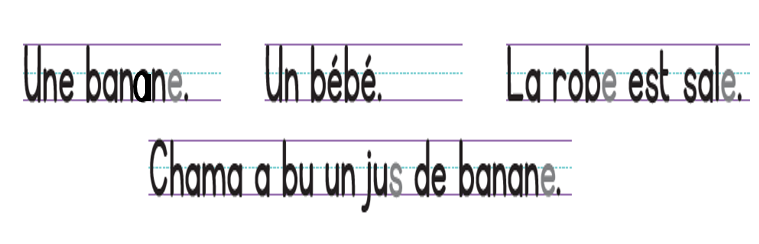 Une banane. Un bébé. La robe est sale.
Chama a bu un jus de banane.